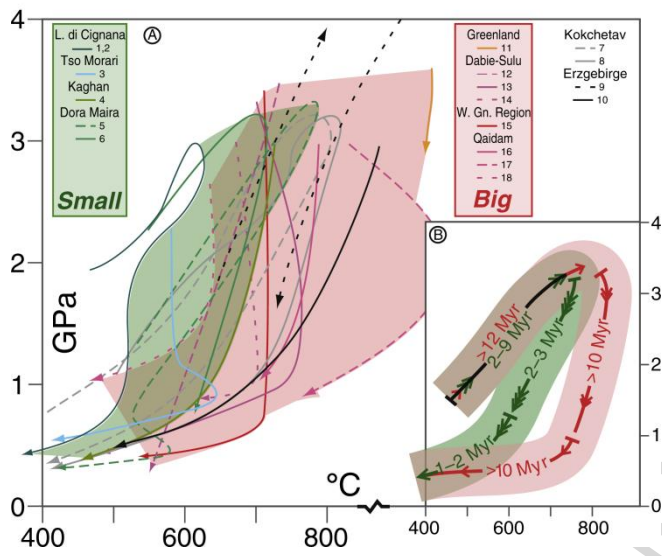 4
3
2
1
0
GPa
400
600
800
°C
A
L. di Cignana
1,2
Tso Morari
3
Kaghan
4
Dora Maira
5
6
Small
Greenland
11
Dabie-Sulu
12
13
14
W. Gn. Region
15
Qaidam
16
17
18
Big
Kokchetav
7
8
Erzgebirge
9
10
B
>12 Myr
2–9 Myr
2–3 Myr
>10 Myr
1–2 Myr
>10 Myr
4
3
2
1
0
400
600
800